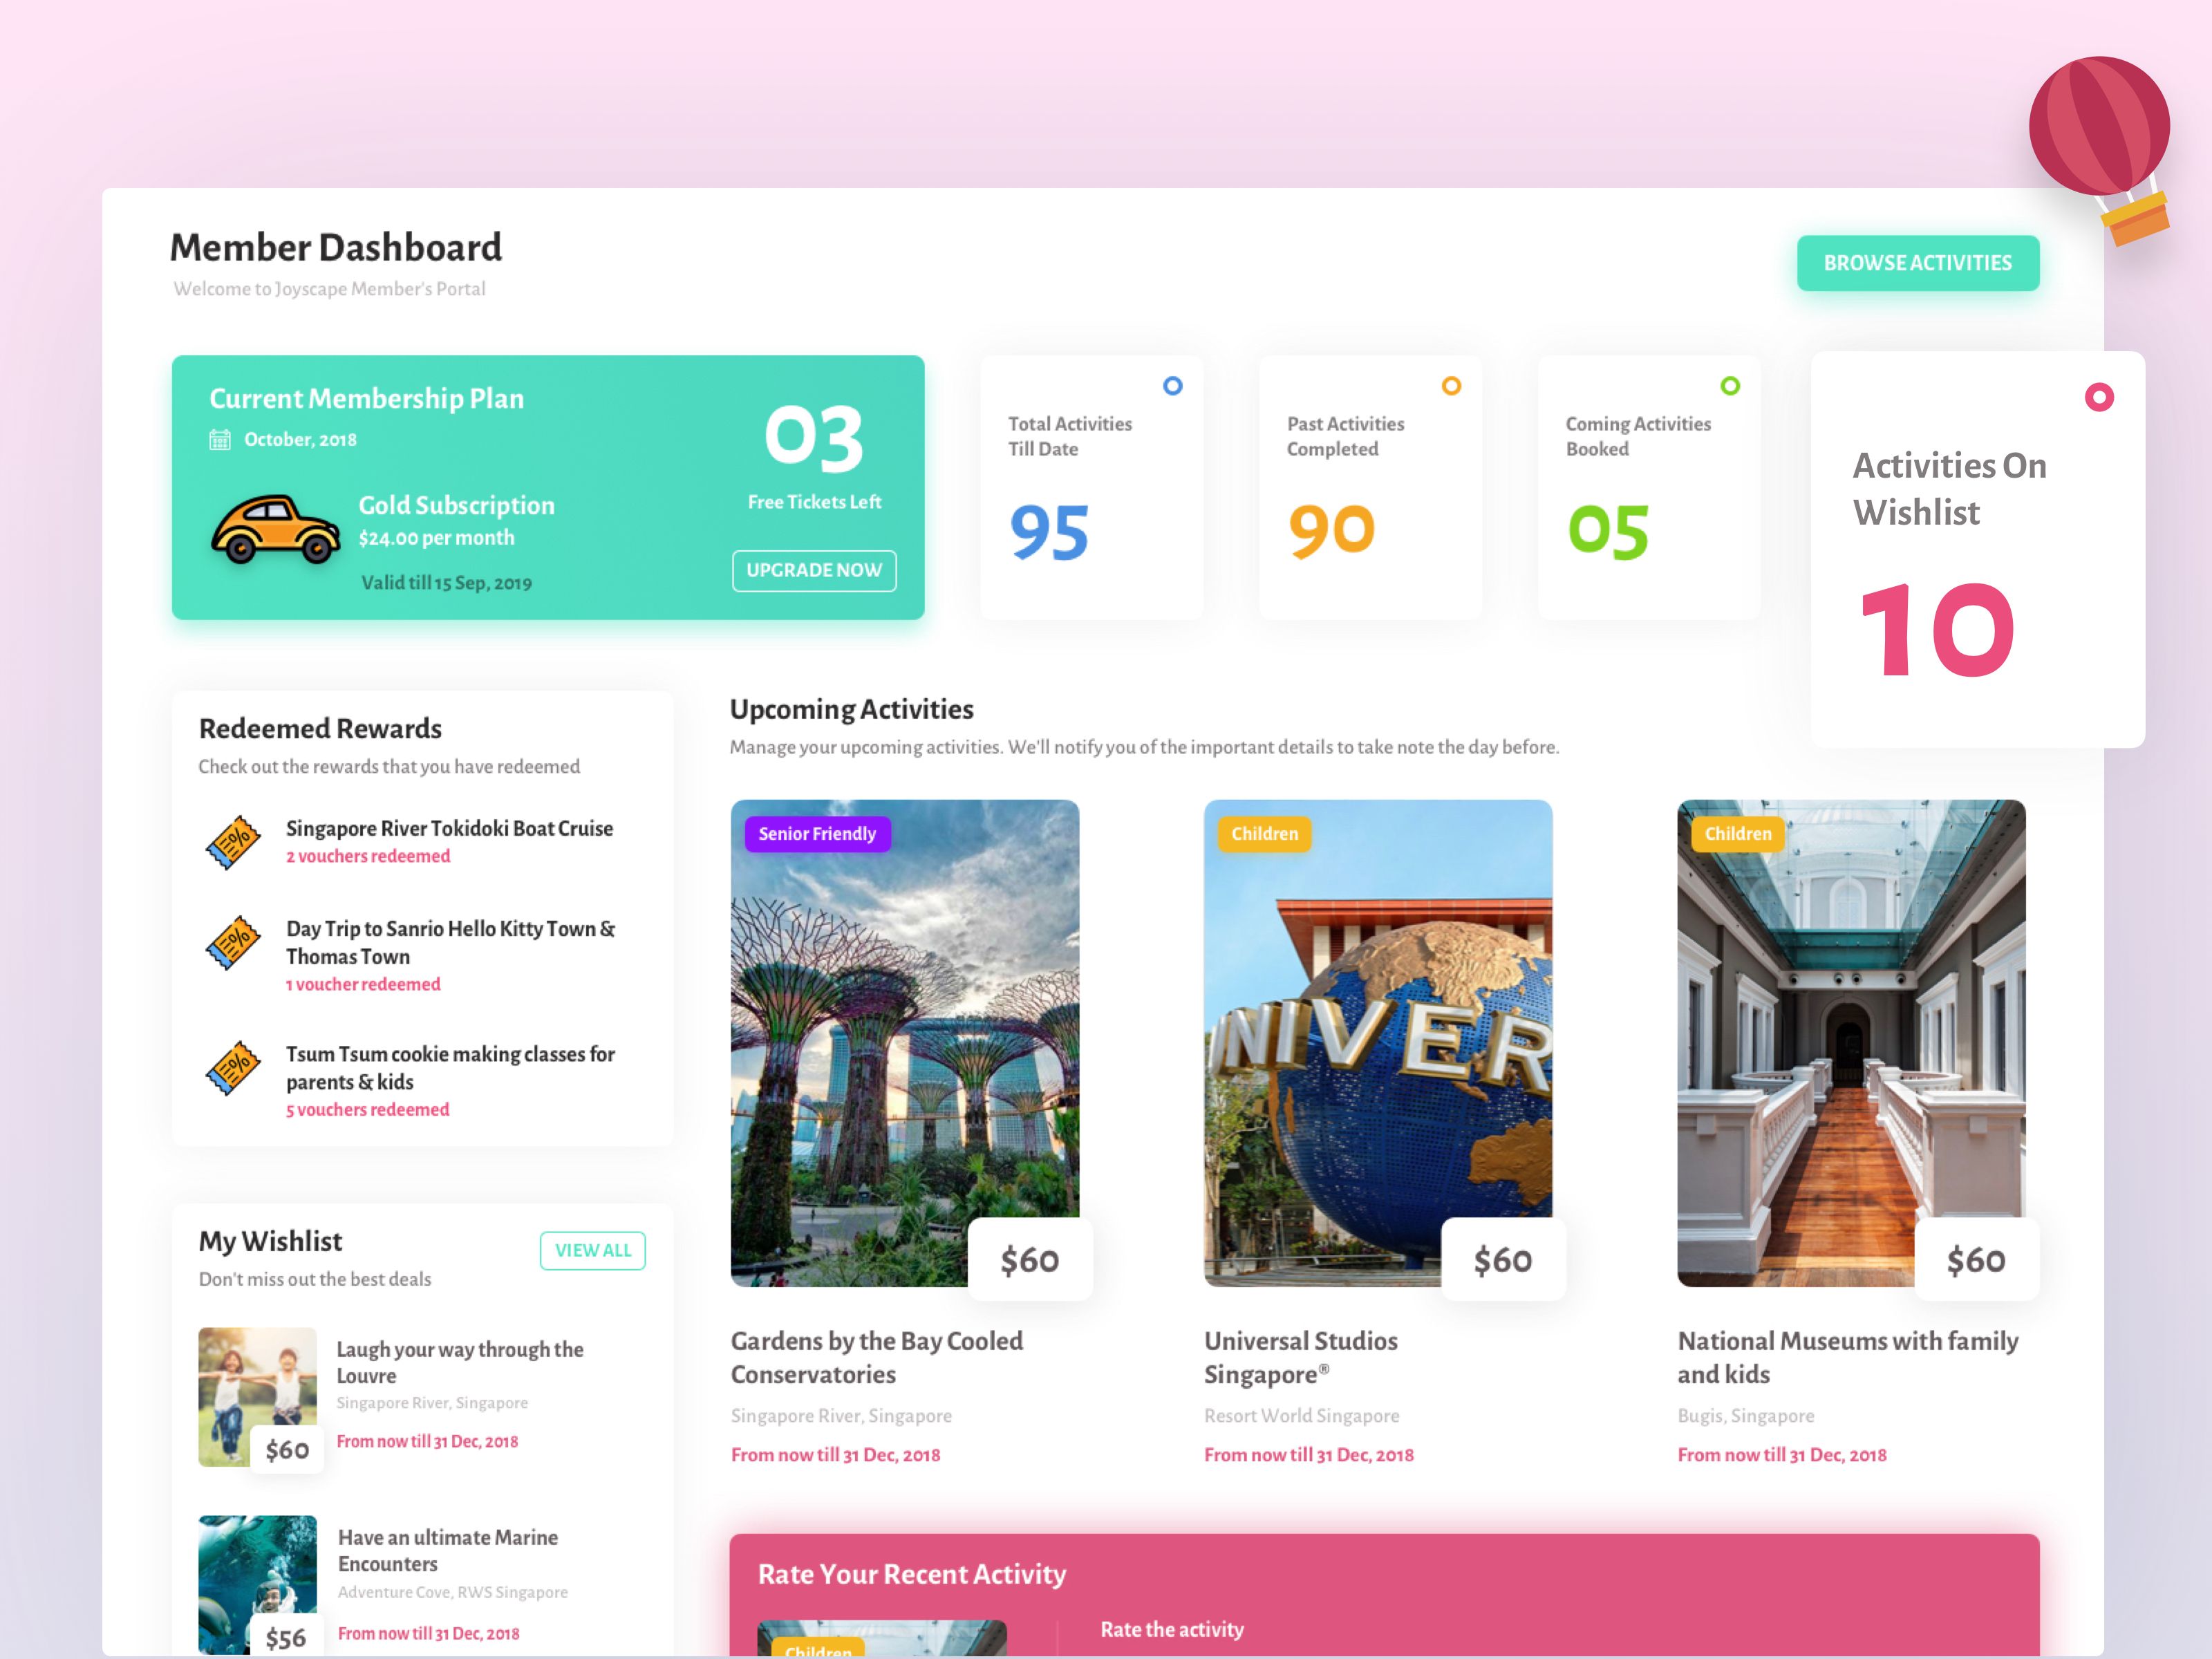 Member Dashboard
Welcome to Joyscape Member's Portal
BROWSE ACTIVITIES
Current Membership Plan
October, 2018
Gold Subscription
$24.00 per month
Valid till 15 Sep, 2019
03
Free Tickets Left
UPGRADE NOW
Total Activities
Till Date
95
Past Activities
Completed
90
Coming Activities
Booked
05
Activities On
Wishlist
10
Redeemed Rewards
Check out the rewards that you have redeemed
Singapore River Tokidoki Boat Cruise
2 vouchers redeemed
Day Trip to Sanrio Hello Kitty Town &
Thomas Town
1 voucher redeemed
Tsum Tsum cookie making classes for
parents & kids
5 vouchers redeemed
My Wishlist
Don't miss out the best deals
VIEW ALL
Laugh your way through the
Louvre
Singapore River, Singapore
From now till 31 Dec, 2018
$60
Have an ultimate Marine
Encounters
Adventure Cove, RWS Singapore
From now till 31 Dec, 2018
$56
Upcoming Activities
Manage your upcoming activities. We'll notify you of the important details to take note the day before.
Senior Friendly
$60
Gardens by the Bay Cooled
Conservatories
Singapore River, Singapore
From now till 31 Dec, 2018
Children
NIVER
$60
Universal Studios
Singapore®
Resort World Singapore
From now till 31 Dec, 2018
Children
$60
National Museums with family
and kids
Bugis, Singapore
From now till 31 Dec, 2018
Rate Your Recent Activity
Children
Rate the activity